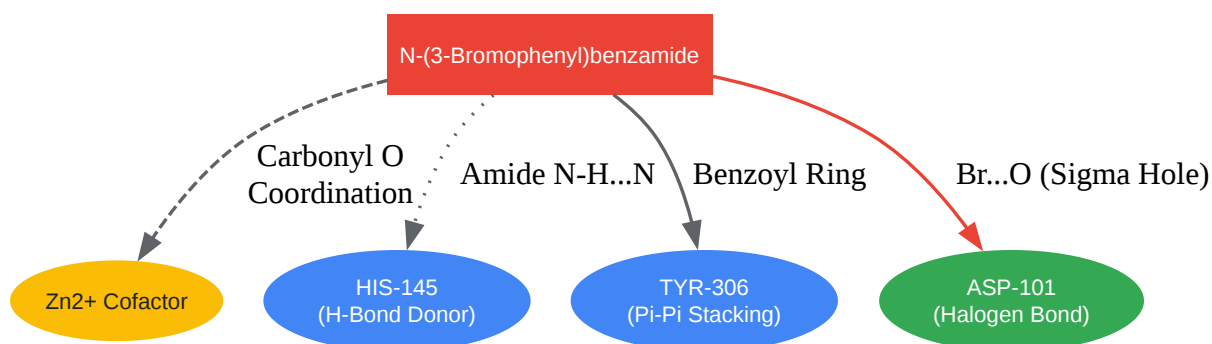 N-(3-Bromophenyl)benzamide
Carbonyl O
Coordination
Amide N-H...N
Benzoyl Ring
Br...O (Sigma Hole)
Zn2+ Cofactor
HIS-145
(H-Bond Donor)
TYR-306
(Pi-Pi Stacking)
ASP-101
(Halogen Bond)